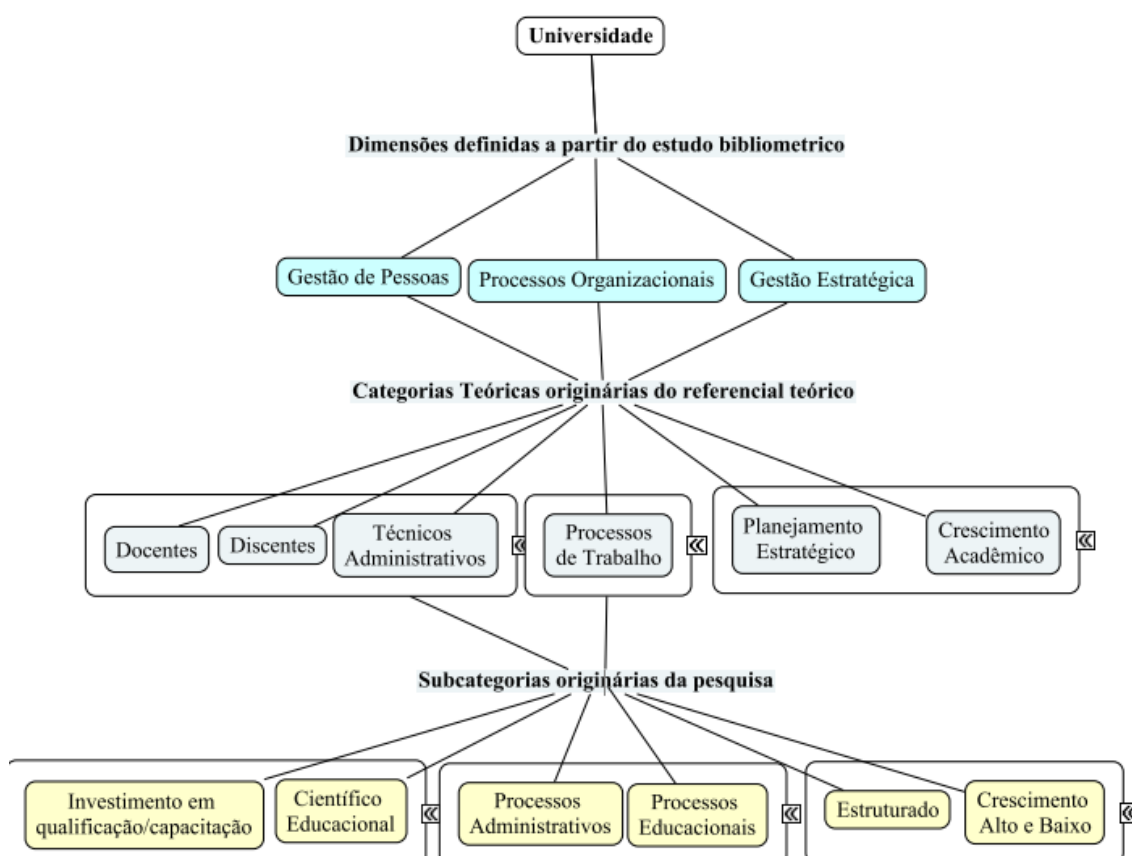 Universidade
Dimensões definidas a partir do estudo bibliometrico
Gestão de Pessoas
Processos Organizacionais
Gestão Estratégica
Categorias Teóricas originárias do referencial teórico
Docentes
Discentes
Técnicos
Administrativos
Processos
de Trabalho
Planejamento
Estratégico
Crescimento
Acadêmico
Subcategorias originárias da pesquisa
Investimento em
qualificação/capacitação
Científico
Educacional
Processos
Administrativos
Processos
Educacionais
Estruturado
Crescimento
Alto e Baixo